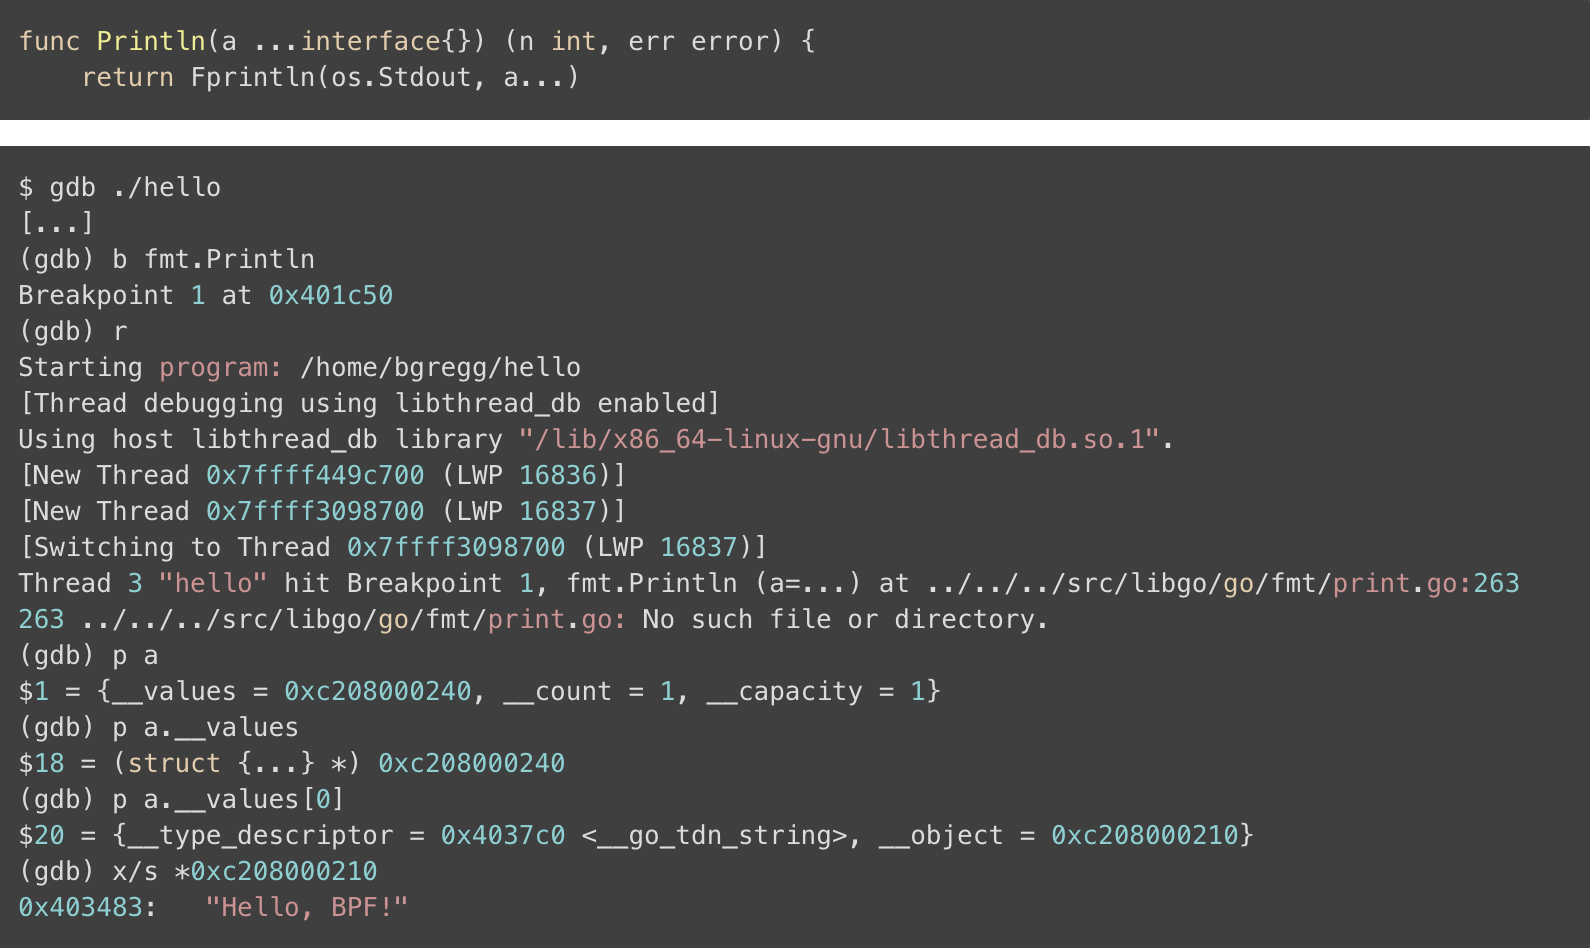 func Println(a ...interface{}) (n int, err error) {
    return Fprintln(os.Stdout, a...)
$ gdb ./hello
[...]
(gdb) b fmt.Println
Breakpoint 1 at 0x401c50
(gdb) r
Starting program: /home/bgregg/hello
[Thread debugging using libthread_db enabled]
Using host libthread_db library "/lib/x86_64-linux-gnu/libthread_db.so.1".
[New Thread 0x7ffff449c700 (LWP 16836)]
[New Thread 0x7ffff3098700 (LWP 16837)]
[Switching to Thread 0x7ffff3098700 (LWP 16837)]
Thread 3 "hello" hit Breakpoint 1, fmt.Println (a=...) at ../../../src/libgo/go/fmt/print.go:263
263 ../../../src/libgo/go/fmt/print.go: No such file or directory.
(gdb) p a
$1 = {__values = 0xc208000240, __count = 1, __capacity = 1}
(gdb) p a.__values
$18 = (struct {...} *) 0xc208000240
(gdb) p a.__values[0]
$20 = {__type_descriptor = 0x4037c0 <__go_tdn_string>, __object = 0xc208000210}
(gdb) x/s *0xc208000210
0x403483:   "Hello, BPF!"